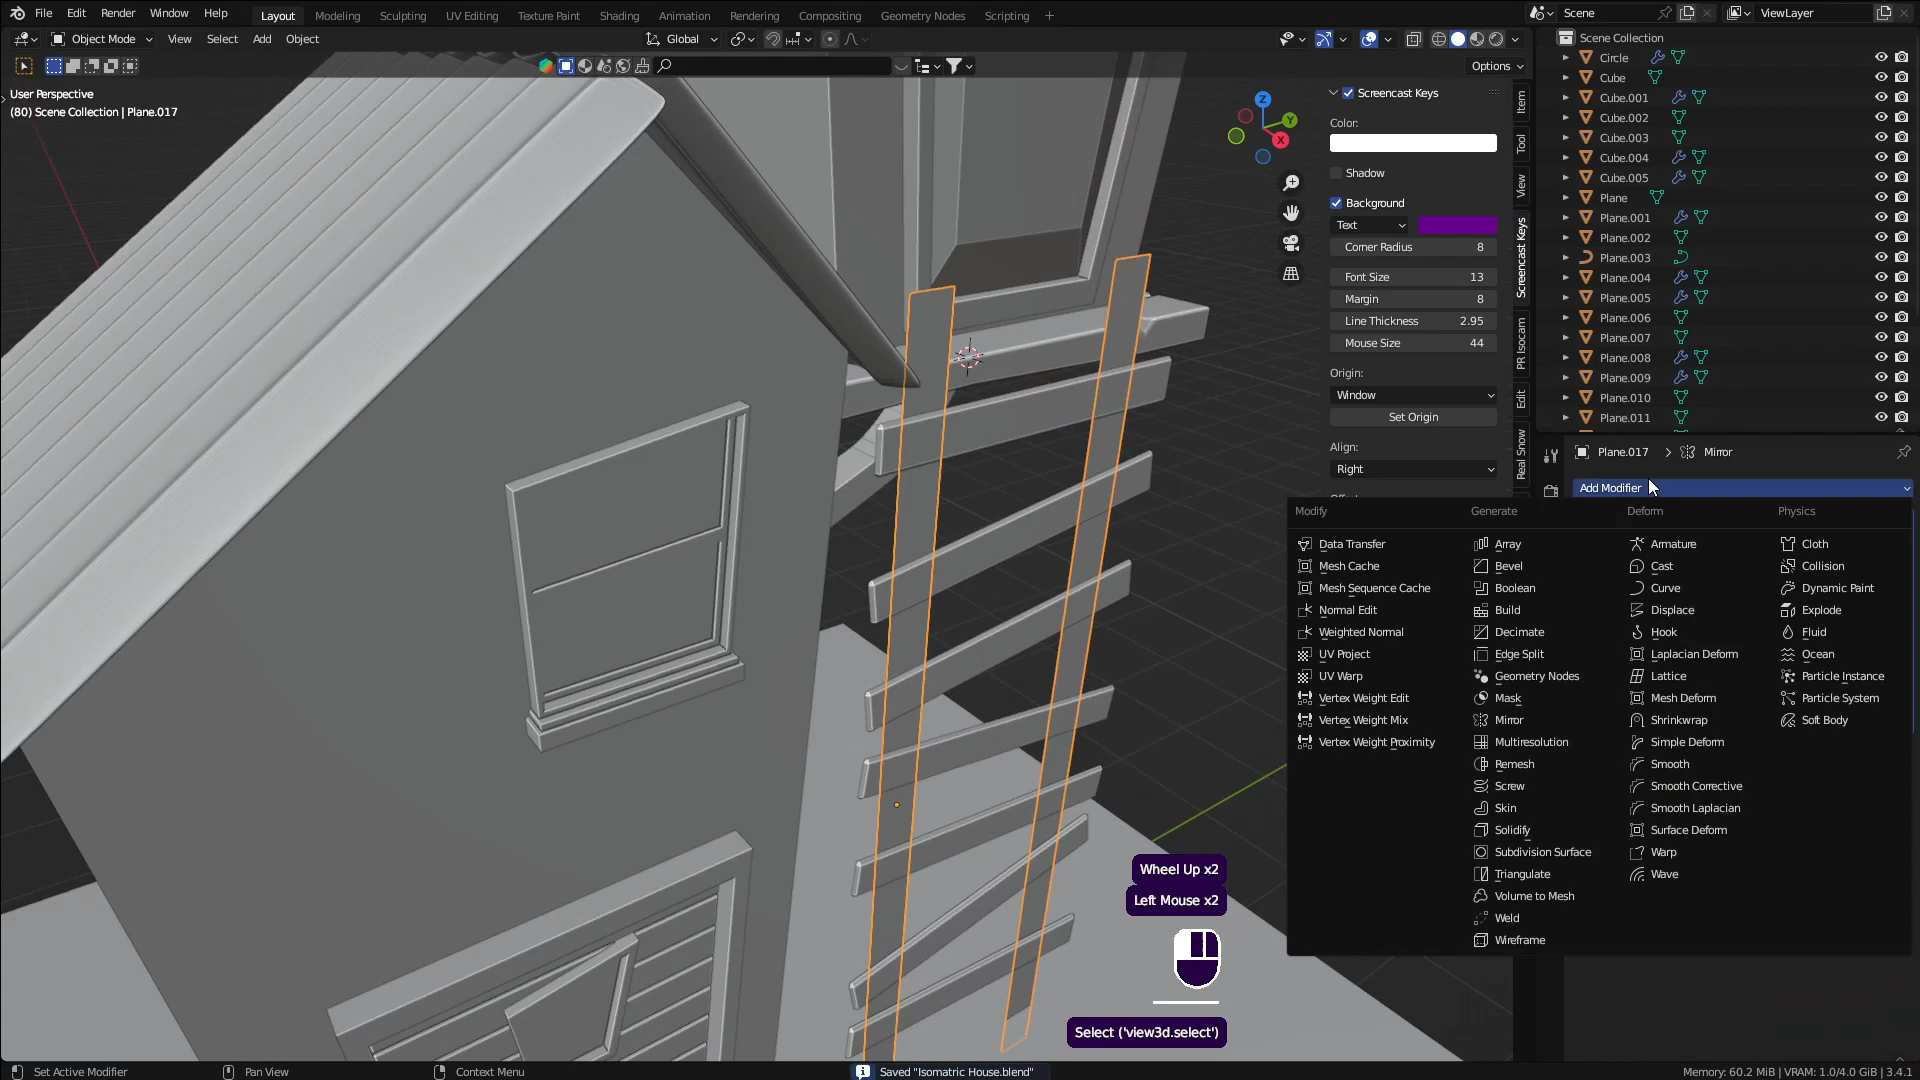 File Edit Render Window Help Layout Modeling Sculpting UV Editing Texture Paint Shading Animation Rendering Compositing Geometry Nodes Scripting + Scene ViewLayer
Object Mode View Select Add Object Global Scene Collection
Options
User Perspective
(80) Scene Collection | Plane.017
Z
Y
X
Screencast Keys
Color:
Shadow
Background
Text
Corner Radius 8
Font Size 13
Margin 8
Line Thickness 2.95
Mouse Size 44
Origin:
Window
Set Origin
Align:
Right
Item
Tool
View
Screencast Keys
PR Isocam
Edit
Real Snow
Circle
Cube
Cube.001
Cube.002
Cube.003
Cube.004
Cube.005
Plane
Plane.001
Plane.002
Plane.003
Plane.004
Plane.005
Plane.006
Plane.007
Plane.008
Plane.009
Plane.010
Plane.011
Plane.017 > Mirror
Add Modifier
Modify
Data Transfer
Mesh Cache
Mesh Sequence Cache
Normal Edit
Weighted Normal
UV Project
UV Warp
Vertex Weight Edit
Vertex Weight Mix
Vertex Weight Proximity
Generate
Array
Bevel
Boolean
Build
Decimate
Edge Split
Geometry Nodes
Mask
Mirror
Multiresolution
Remesh
Screw
Skin
Solidify
Subdivision Surface
Triangulate
Volume to Mesh
Weld
Wireframe
Deform
Armature
Cast
Curve
Displace
Hook
Laplacian Deform
Lattice
Mesh Deform
Shrinkwrap
Simple Deform
Smooth
Smooth Corrective
Smooth Laplacian
Surface Deform
Warp
Wave
Physics
Cloth
Collision
Dynamic Paint
Explode
Fluid
Ocean
Particle Instance
Particle System
Soft Body
Wheel Up x2
Left Mouse x2
Select ('view3d.select')
Set Active Modifier Pan View Context Menu Saved "Isomatric House.blend" Memory: 60.2 MiB | VRAM: 1.0/4.0 GiB | 3.4.1